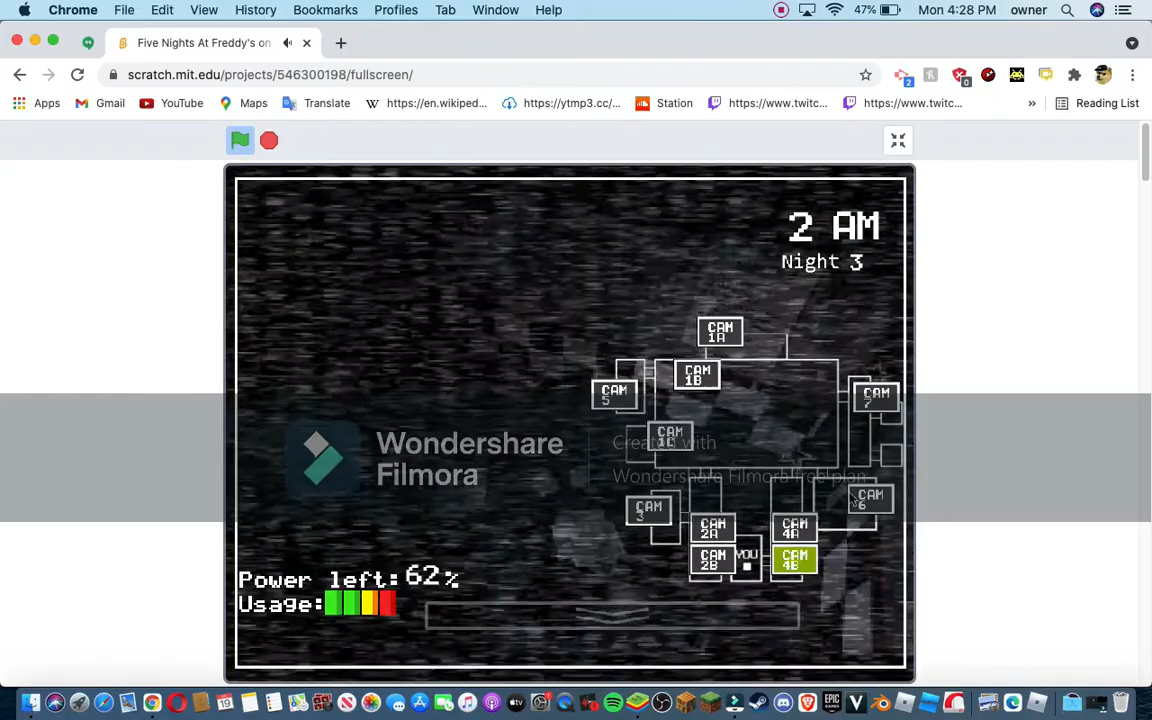 Chrome File Edit View History Bookmarks Profiles Tab Window Help 47% Mon 4:28 PM owner
Five Nights At Freddy's on
scratch.mit.edu/projects/546300198/fullscreen/ 2 0
Apps Gmail YouTube Maps Translate https://en.wikiped... https://ytmp3.cc/... Station https://www.twitc... https://www.twitc... » Reading List
2 AM
Night 3
CAM
1A
CAM
1B
CAM
5
CAM
7
CAM
1C
Wondershare
Filmora
Created with
Wondershare Filmora free plan
CAM
6
CAM
3
CAM
2A
CAM
4A
CAM
2B
YOU
CAM
4B
Power left: 62%
Usage: